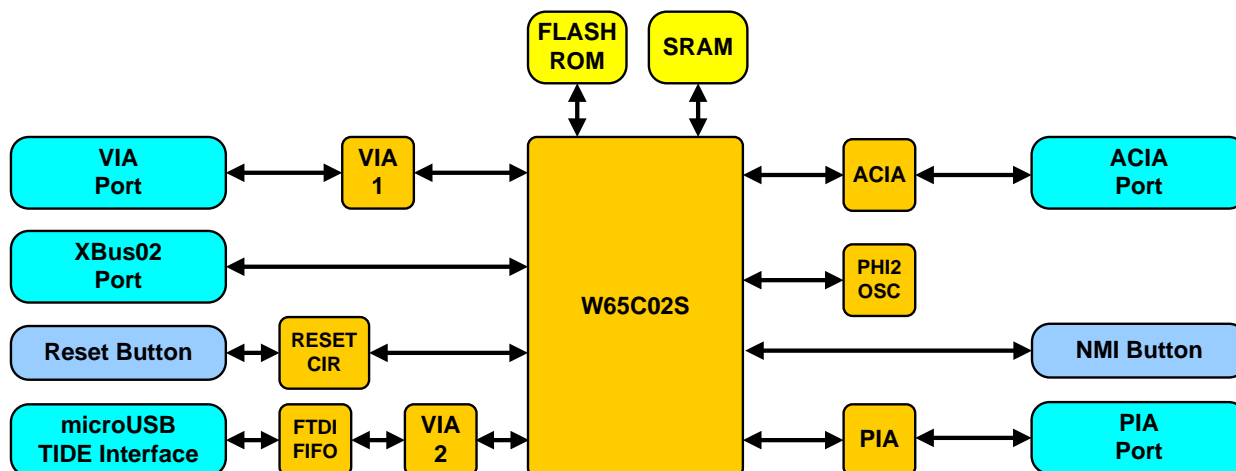 FLASH
ROM
SRAM
VIA
Port
VIA
1
ACIA
ACIA
Port
XBus02
Port
W65C02S
PHI2
OSC
Reset Button
RESET
CIR
NMI Button
microUSB
TIDE Interface
FTDI
FIFO
VIA
2
PIA
PIA
Port